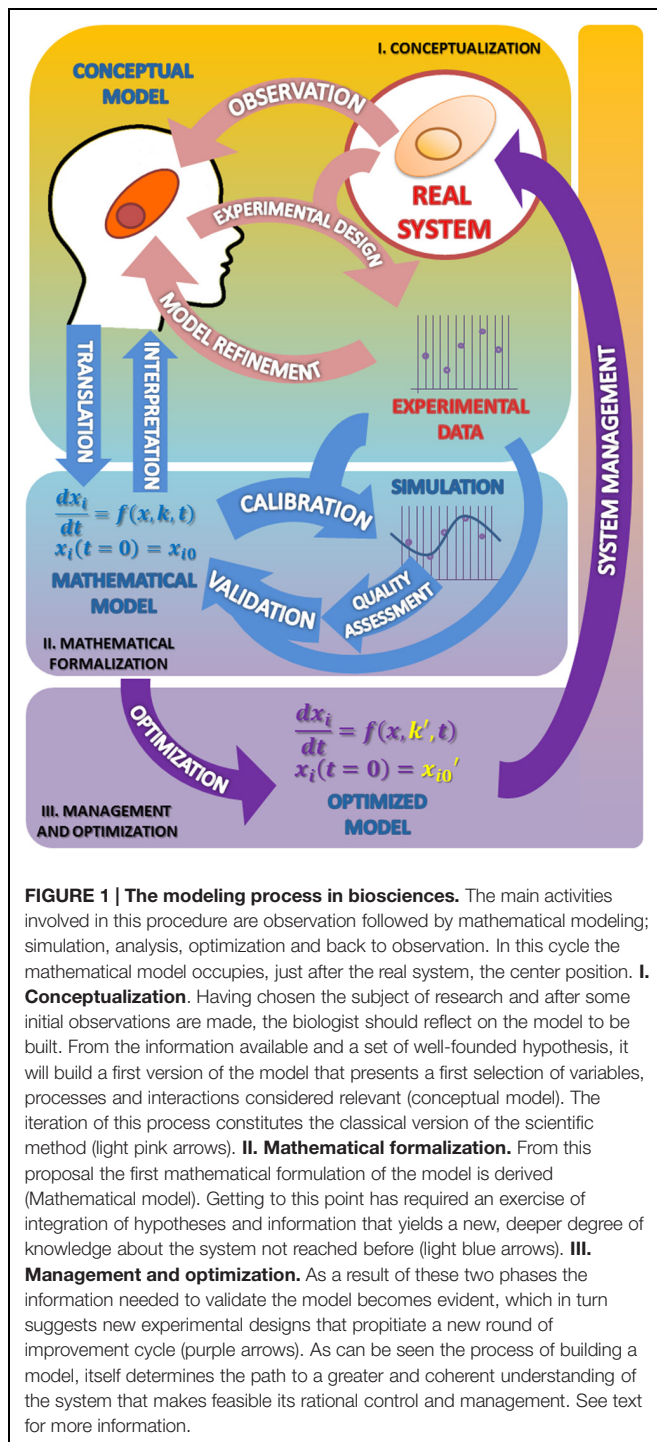 I. CONCEPTUALIZATION
CONCEPTUAL
MODEL
OBSERVATION
REAL
SYSTEM
EXPERIMENTAL DESIGN
MODEL REFINEMENT
EXPERIMENTAL
DATA
TRANSLATION
INTERPRETATION
SYSTEM MANAGEMENT
dx_i/dt = f(x, k, t)
x_i(t = 0) = x_{i0}
MATHEMATICAL
MODEL
CALIBRATION
SIMULATION
QUALITY
ASSESSMENT
VALIDATION
II. MATHEMATICAL
FORMALIZATION
OPTIMIZATION
dx_i/dt = f(x, k', t)
x_i(t = 0) = x_{i0}'
OPTIMIZED
MODEL
III. MANAGEMENT
AND OPTIMIZATION
FIGURE 1 | The modeling process in biosciences. The main activities
involved in this procedure are observation followed by mathematical modeling;
simulation, analysis, optimization and back to observation. In this cycle the
mathematical model occupies, just after the real system, the center position. I.
Conceptualization. Having chosen the subject of research and after some
initial observations are made, the biologist should reflect on the model to be
built. From the information available and a set of well-founded hypothesis, it
will build a first version of the model that presents a first selection of variables,
processes and interactions considered relevant (conceptual model). The
iteration of this process constitutes the classical version of the scientific
method (light pink arrows). II. Mathematical formalization. From this
proposal the first mathematical formulation of the model is derived
(Mathematical model). Getting to this point has required an exercise of
integration of hypotheses and information that yields a new, deeper degree of
knowledge about the system not reached before (light blue arrows). III.
Management and optimization. As a result of these two phases the
information needed to validate the model becomes evident, which in turn
suggests new experimental designs that propitiate a new round of
improvement cycle (purple arrows). As can be seen the process of building a
model, itself determines the path to a greater and coherent understanding of
the system that makes feasible its rational control and management. See text
for more information.